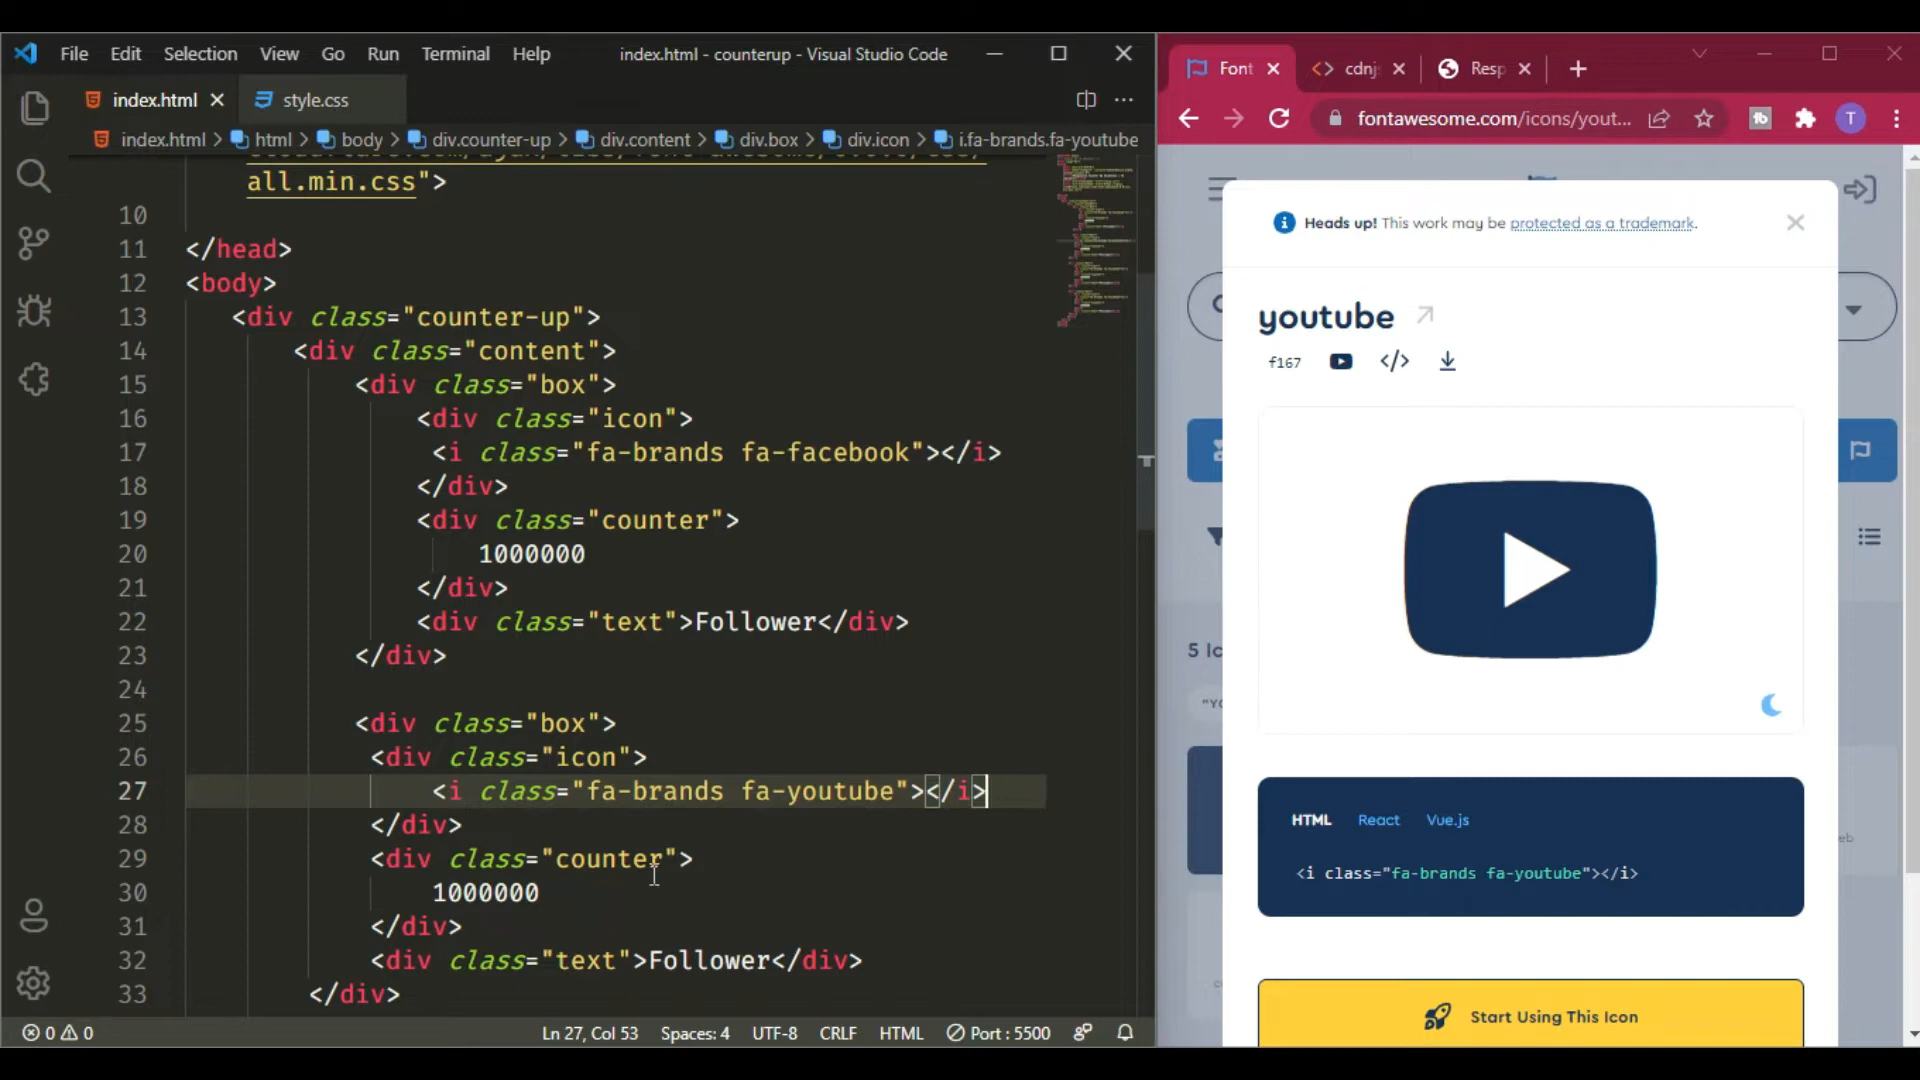 File Edit Selection View Go Run Terminal Help index.html - counterup - Visual Studio Code
index.html style.css
index.html > html > body > div.counter-up > div.content > div.box > div.icon > i.fa-brands.fa-youtube
all.min.css">
10
11 </head>
12 <body>
13 <div class="counter-up">
14 <div class="content">
15 <div class="box">
16 <div class="icon">
17 <i class="fa-brands fa-facebook"></i>
18 </div>
19 <div class="counter">
20 1000000
21 </div>
22 <div class="text">Follower</div>
23 </div>
24
25 <div class="box">
26 <div class="icon">
27 <i class="fa-brands fa-youtube"></i>
28 </div>
29 <div class="counter">
30 1000000
31 </div>
32 <div class="text">Follower</div>
33 </div>
0 0 Ln 27, Col 53 Spaces: 4 UTF-8 CRLF HTML Port : 5500
Font cdnj Resp
fontawesome.com/icons/yout...
T
Heads up! This work may be protected as a trademark.
youtube
f167
5 Ic
"YO
HTML React Vue.js
<i class="fa-brands fa-youtube"></i>
eb
Start Using This Icon